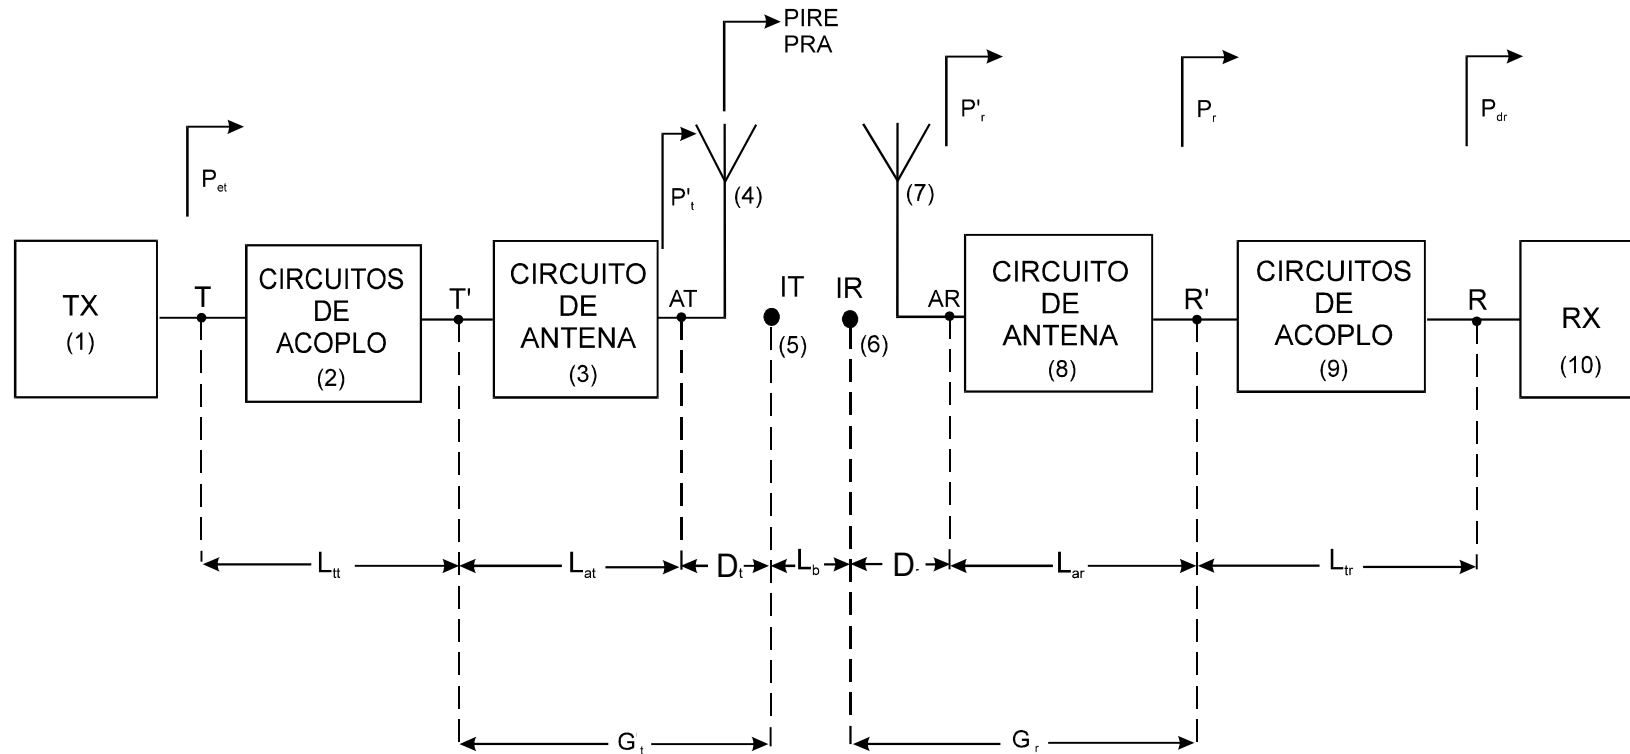 PIRE
PRA
P'r
Pr
Pdr
Pet
P't
(4)
(7)
TX
(1)
T
CIRCUITOS
DE
ACOPLO
(2)
T'
CIRCUITO
DE
ANTENA
(3)
AT
IT
(5)
IR
(6)
AR
CIRCUITO
DE
ANTENA
(8)
R'
CIRCUITOS
DE
ACOPLO
(9)
R
RX
(10)
Ltt
Lat
Dt
Lb
Dr
Lar
Ltr
Gt
Gr